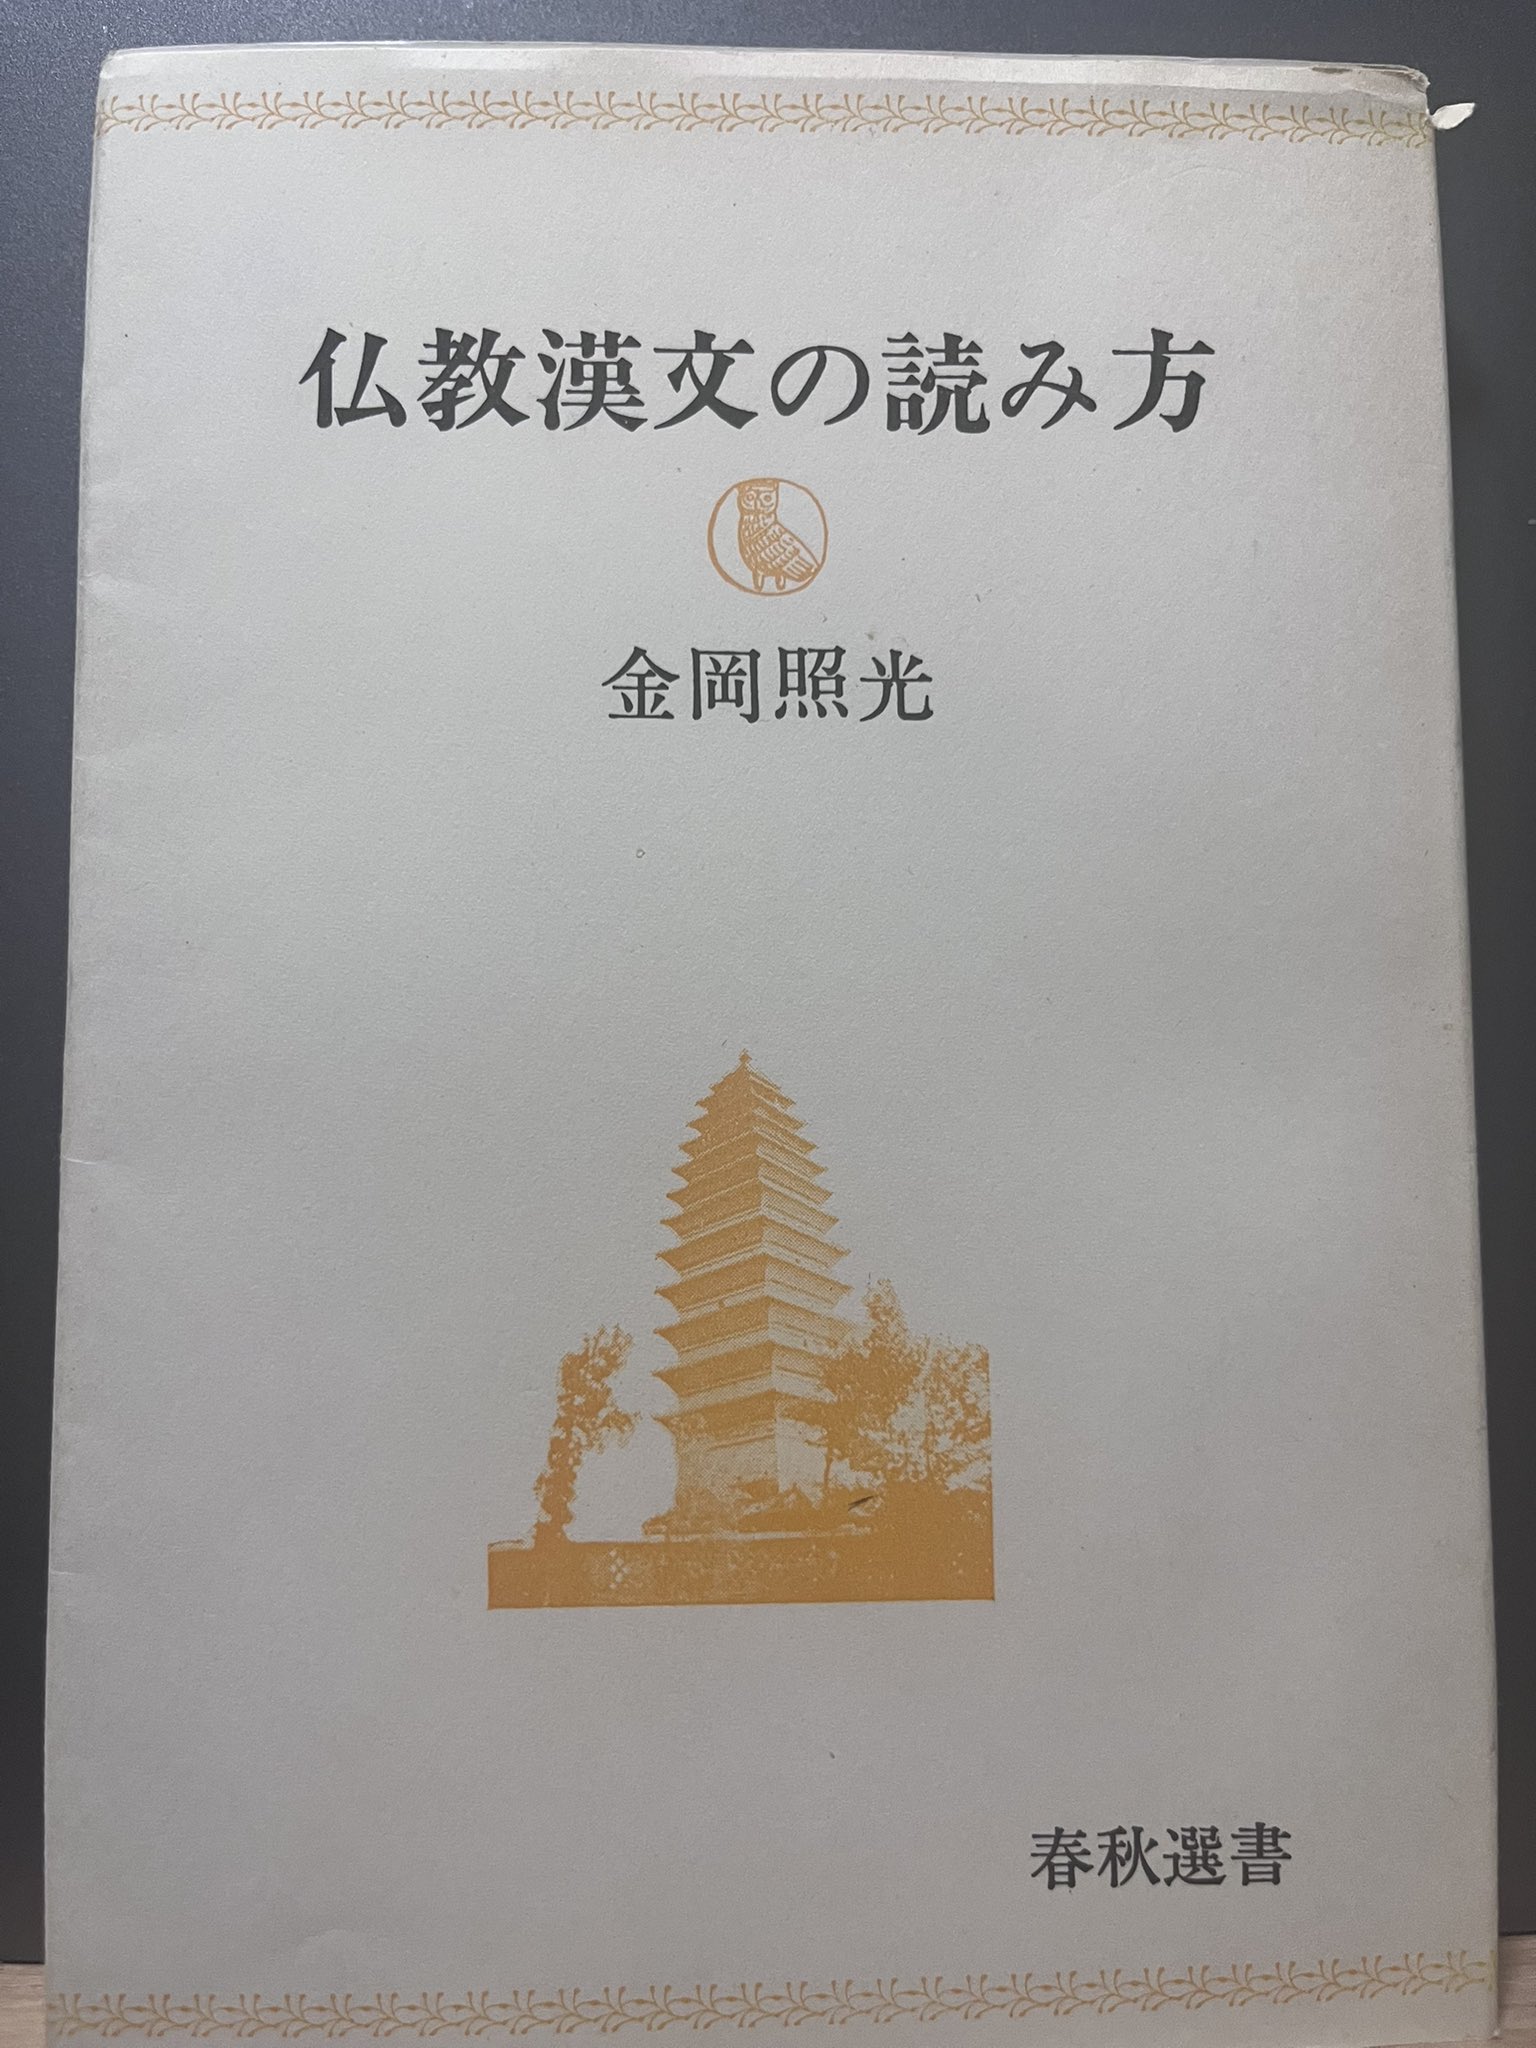 仏教漢文の読み方
金岡照光
春秋選書